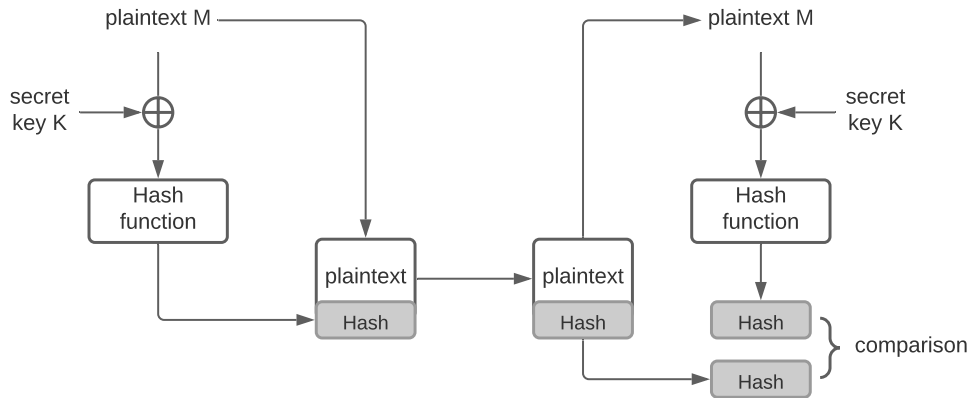 plaintext M
plaintext M
secret
key K
secret
key K
Hash
function
Hash
function
plaintext
plaintext
Hash
Hash
Hash
comparison
Hash